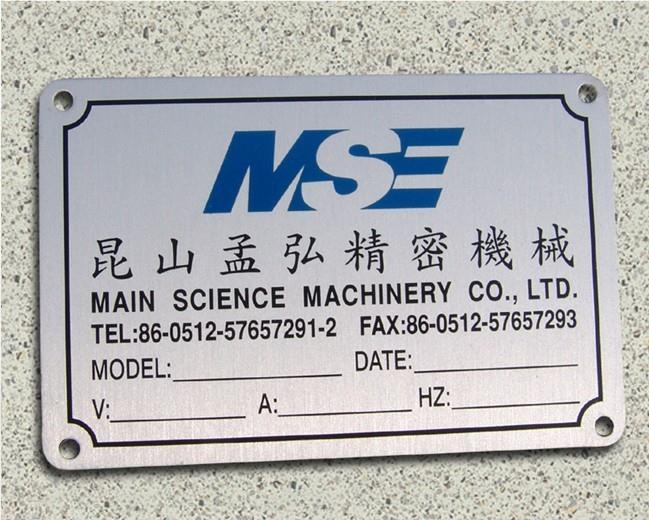 MSE
昆山孟弘精密機械
MAIN SCIENCE MACHINERY CO., LTD.
TEL:86-0512-57657291-2 FAX:86-0512-57657293
MODEL: DATE:
V: A: HZ: